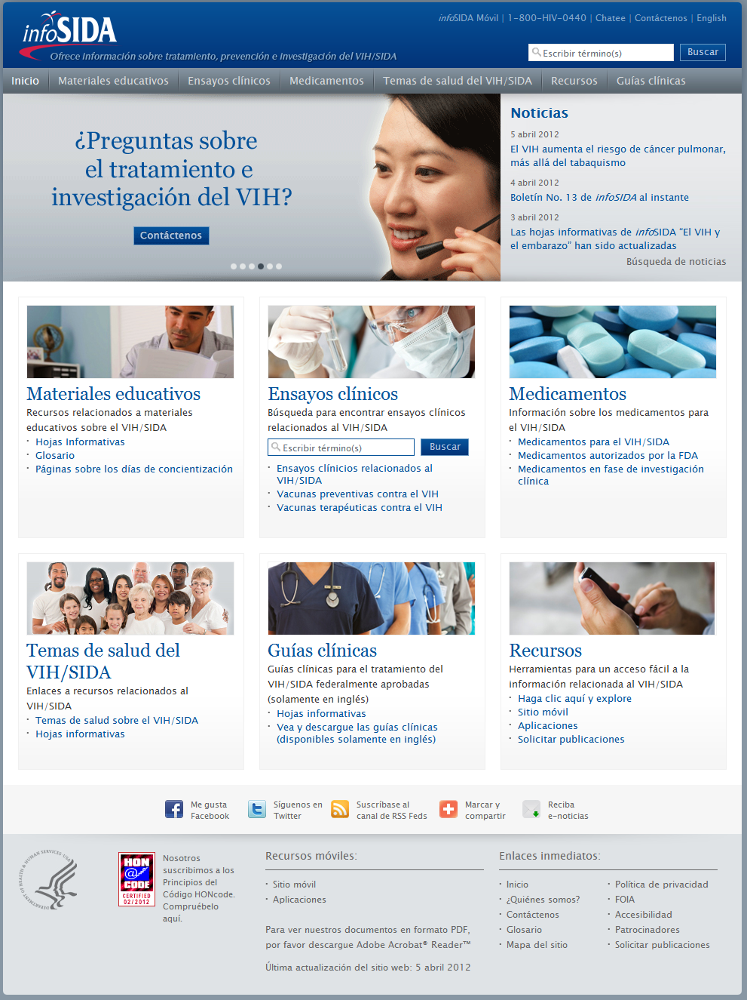 infoSIDA Móvil | 1-800-HIV-0440 | Chatee | Contáctenos | English
infoSIDA
Ofrece información sobre tratamiento, prevención e investigación del VIH/SIDA
Escribir término(s) Buscar
Inicio Materiales educativos Ensayos clínicos Medicamentos Temas de salud del VIH/SIDA Recursos Guías clínicas
¿Preguntas sobre
el tratamiento e
investigación del VIH?
Contáctenos
Noticias
5 abril 2012
El VIH aumenta el riesgo de cáncer pulmonar,
más allá del tabaquismo
4 abril 2012
Boletín No. 13 de infoSIDA al instante
3 abril 2012
Las hojas informativas de infoSIDA “El VIH y
el embarazo” han sido actualizadas
Búsqueda de noticias
Materiales educativos
Recursos relacionados a materiales
educativos sobre el VIH/SIDA
Hojas Informativas
Glosario
Páginas sobre los días de concientización
Ensayos clínicos
Búsqueda para encontrar ensayos clínicos
relacionados al VIH/SIDA
Escribir término(s) Buscar
Ensayos clínicios relacionados al
VIH/SIDA
Vacunas preventivas contra el VIH
Vacunas terapéuticas contra el VIH
Medicamentos
Información sobre los medicamentos para
el VIH/SIDA
Medicamentos para el VIH/SIDA
Medicamentos autorizados por la FDA
Medicamentos en fase de investigación
clínica
Temas de salud del
VIH/SIDA
Enlaces a recursos relacionados al
VIH/SIDA
Temas de salud sobre el VIH/SIDA
Hojas informativas
Guías clínicas
Guías clínicas para el tratamiento del
VIH/SIDA federalmente aprobadas
(solamente en inglés)
Hojas informativas
Vea y descargue las guías clínicas
(disponibles solamente en inglés)
Recursos
Herramientas para un acceso fácil a la
información relacionada al VIH/SIDA
Haga clic aquí y explore
Sitio móvil
Aplicaciones
Solicitar publicaciones
Me gusta
Facebook
Síguenos en
Twitter
Suscríbase al
canal de RSS Feds
Marcar y
compartir
Reciba
e-noticias
DEPARTMENT OF HEALTH & HUMAN SERVICES·USA
HON
@
CODE
CERTIFIED
02/2012
Nosotros
suscribimos a los
Principios del
Código HONcode.
Compruébelo
aquí.
Recursos móviles:
Sitio móvil
Aplicaciones
Para ver nuestros documentos en formato PDF,
por favor descargue Adobe Acrobat® Reader™
Última actualización del sitio web: 5 abril 2012
Enlaces inmediatos:
Inicio
¿Quiénes somos?
Contáctenos
Glosario
Mapa del sitio
Política de privacidad
FOIA
Accesibilidad
Patrocinadores
Solicitar publicaciones